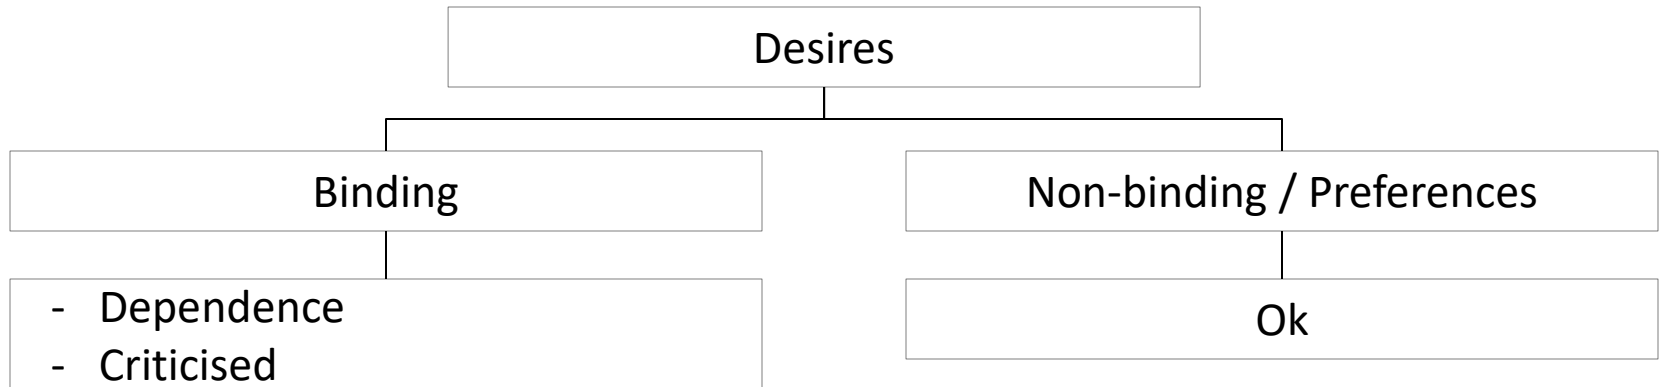 Desires
Binding
Non-binding / Preferences
- Dependence
- Criticised
Ok